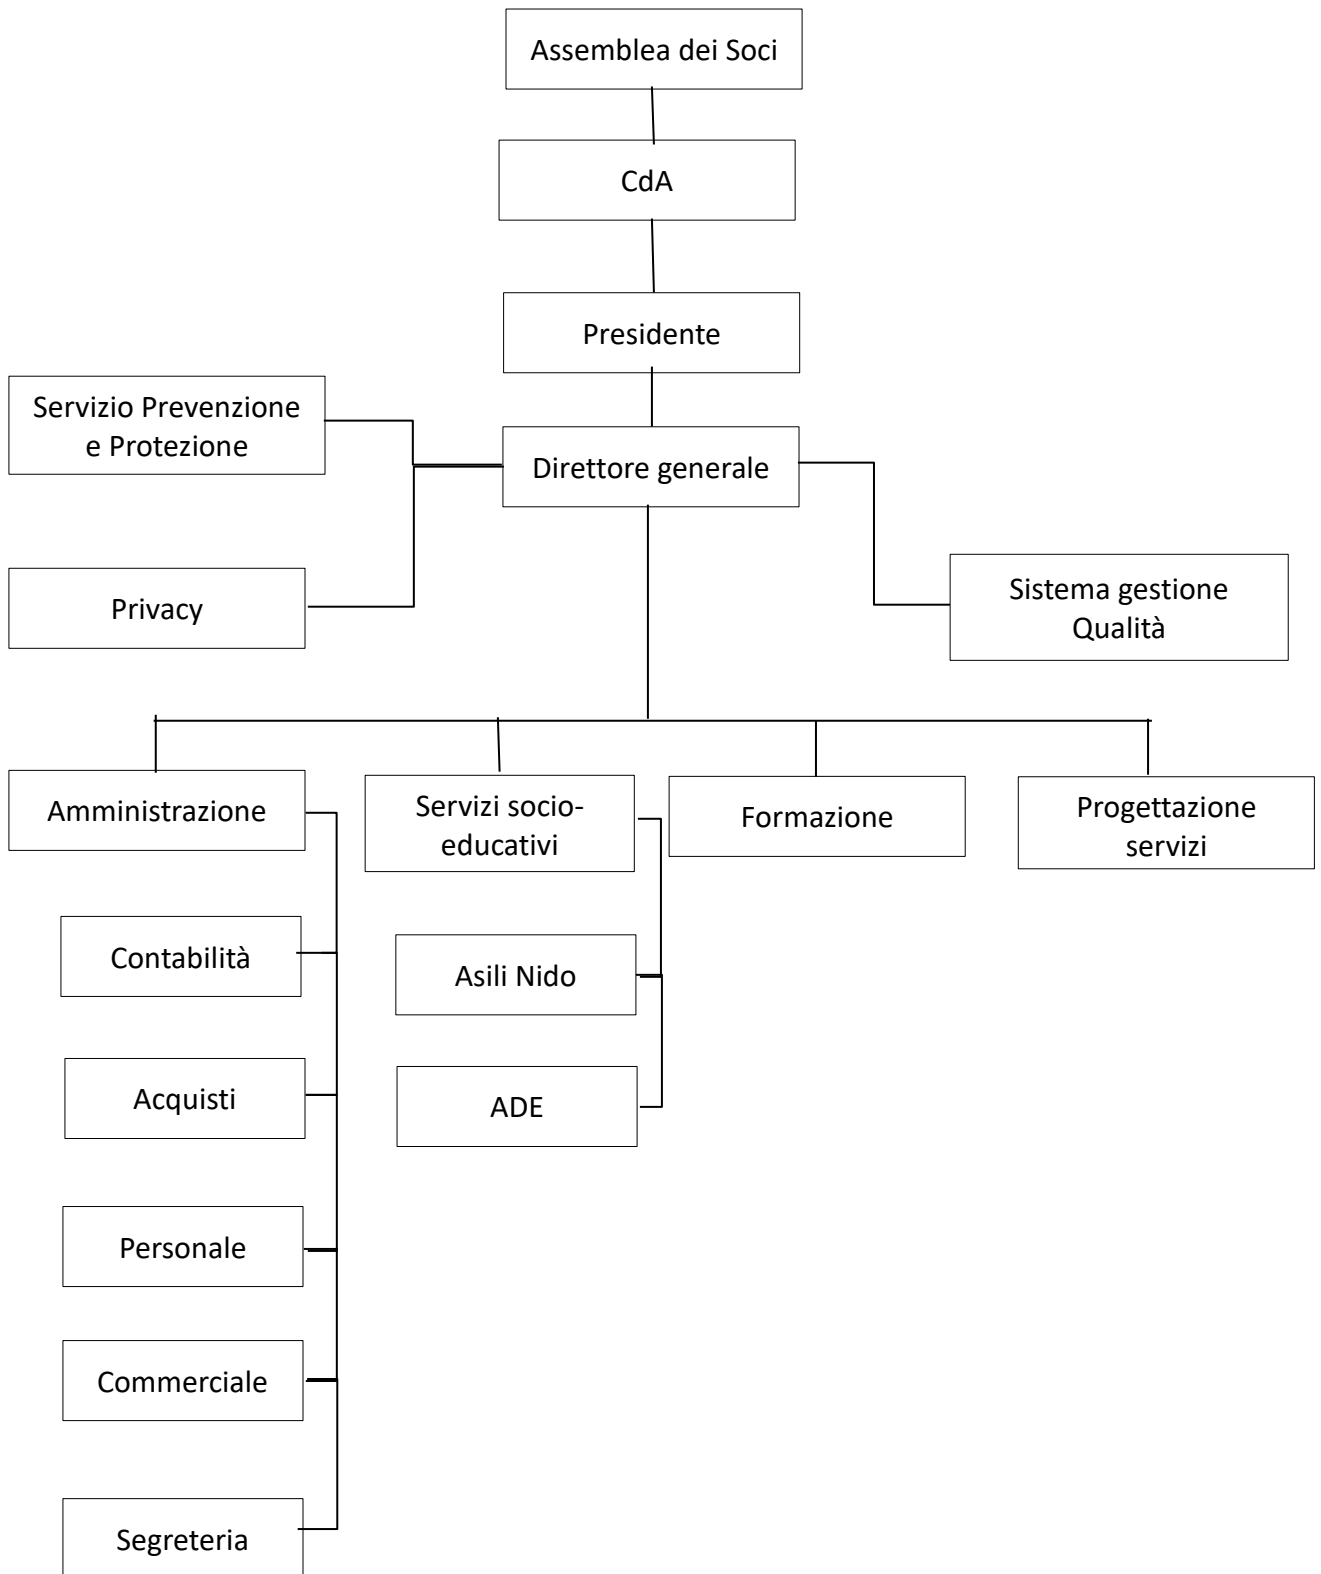 Assemblea dei Soci
CdA
Presidente
Servizio Prevenzione
e Protezione
Direttore generale
Privacy
Sistema gestione
Qualità
Amministrazione
Servizi socio-
educativi
Formazione
Progettazione
servizi
Contabilità
Asili Nido
Acquisti
ADE
Personale
Commerciale
Segreteria